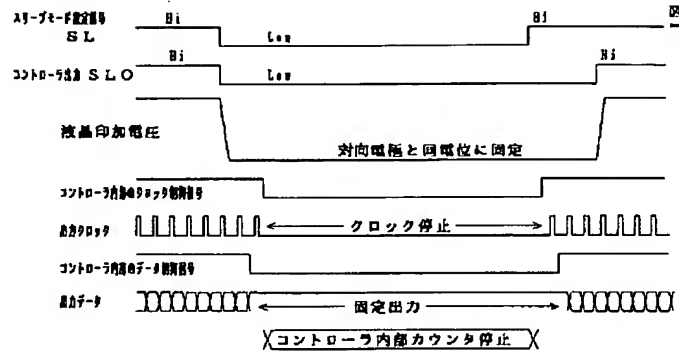 スリープモード設定信号 Hi Hi 図
SL Low
コントローラ出力 SLO Hi Low Hi
液晶印加電圧 対向電極と同電位に固定
コントローラ内部のクロック制御信号
出力クロック クロック停止
コントローラ内部のデータ制御信号
出力データ 固定出力
コントローラ内部カウンタ停止